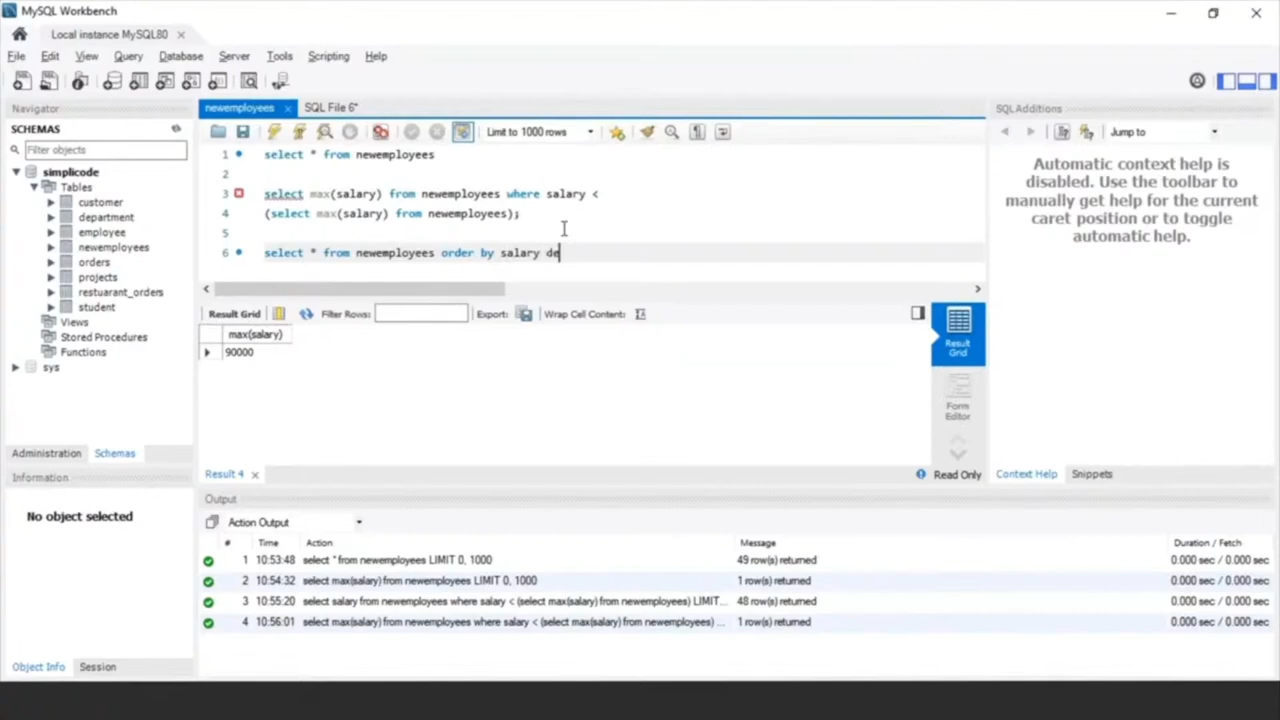 MySQL Workbench
Local instance MySQL80
File Edit View Query Database Server Tools Scripting Help
Navigator
SCHEMAS
Filter objects
simplicode
Tables
customer
department
employee
newemployees
orders
projects
restuarant_orders
student
Views
Stored Procedures
Functions
sys
Administration Schemas
Information
No object selected
Object Info Session
newemployees SQL File 6*
Limit to 1000 rows
1 select * from newemployees
2
3 select max(salary) from newemployees where salary <
4 (select max(salary) from newemployees);
5
6 select * from newemployees order by salary de
Result Grid Filter Rows: Export: Wrap Cell Content:
max(salary)
90000
Result Grid
Form Editor
Result 4
Read Only
SQL Additions
Jump to
Automatic context help is
disabled. Use the toolbar to
manually get help for the current
caret position or to toggle
automatic help.
Context Help Snippets
Output
Action Output
# Time Action Message Duration / Fetch
1 10:53:48 select * from newemployees LIMIT 0, 1000 49 row(s) returned 0.000 sec / 0.000 sec
2 10:54:32 select max(salary) from newemployees LIMIT 0, 1000 1 row(s) returned 0.000 sec / 0.000 sec
3 10:55:20 select salary from newemployees where salary < (select max(salary) from newemployees) LIMIT... 48 row(s) returned 0.000 sec / 0.000 sec
4 10:56:01 select max(salary) from newemployees where salary < (select max(salary) from newemployees) ... 1 row(s) returned 0.000 sec / 0.000 sec